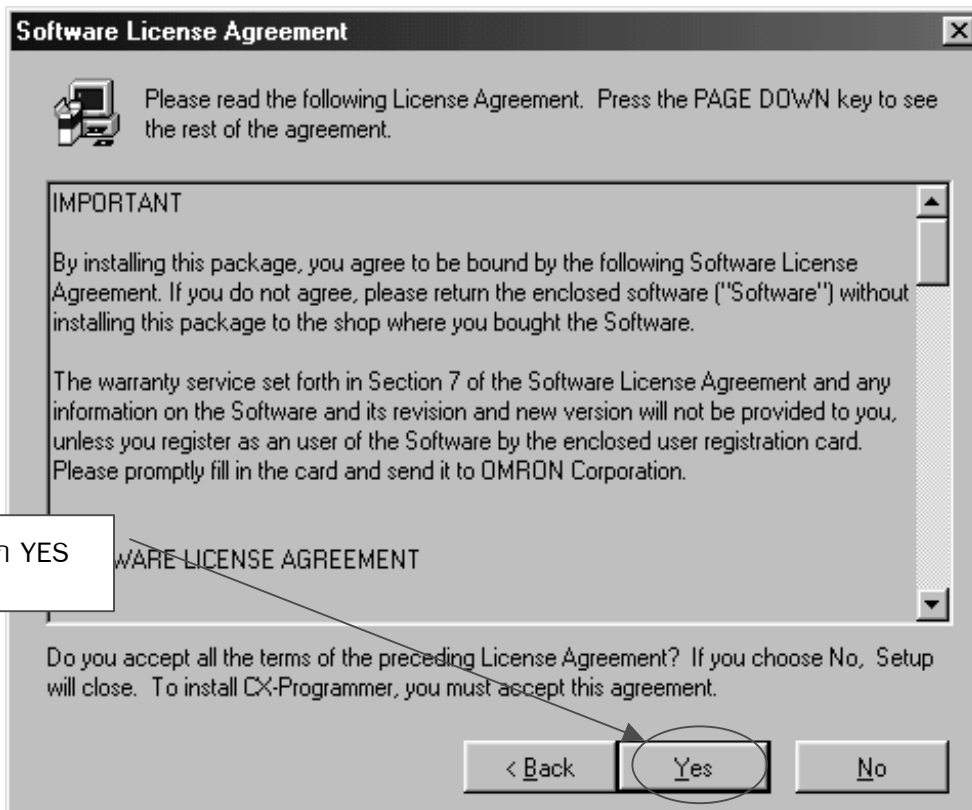 Software License Agreement
Please read the following License Agreement. Press the PAGE DOWN key to see
the rest of the agreement.
IMPORTANT
By installing this package, you agree to be bound by the following Software License
Agreement. If you do not agree, please return the enclosed software ("Software") without
installing this package to the shop where you bought the Software.
The warranty service set forth in Section 7 of the Software License Agreement and any
information on the Software and its revision and new version will not be provided to you,
unless you register as an user of the Software by the enclosed user registration card.
Please promptly fill in the card and send it to OMRON Corporation.
YES
WARE LICENSE AGREEMENT
Do you accept all the terms of the preceding License Agreement? If you choose No, Setup
will close. To install CX-Programmer, you must accept this agreement.
< Back
Yes
No